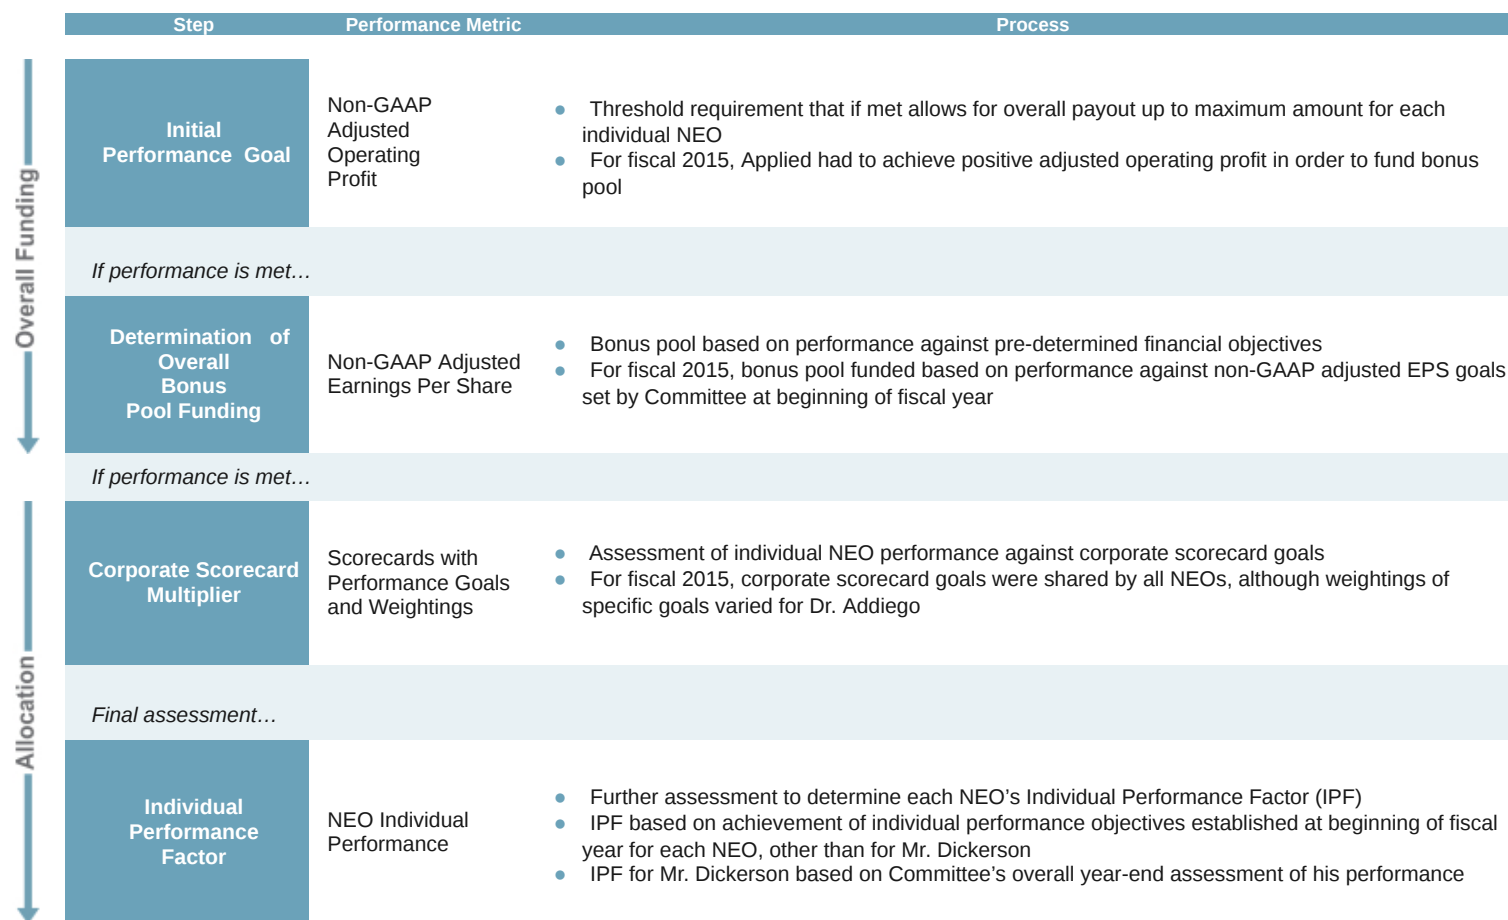 Step Performance Metric Process
Overall Funding
Initial
Performance Goal
Non-GAAP
Adjusted
Operating
Profit
● Threshold requirement that if met allows for overall payout up to maximum amount for each
individual NEO
● For fiscal 2015, Applied had to achieve positive adjusted operating profit in order to fund bonus
pool
If performance is met…
Determination of
Overall
Bonus
Pool Funding
Non-GAAP Adjusted
Earnings Per Share
● Bonus pool based on performance against pre-determined financial objectives
● For fiscal 2015, bonus pool funded based on performance against non-GAAP adjusted EPS goals
set by Committee at beginning of fiscal year
If performance is met…
Allocation
Corporate Scorecard
Multiplier
Scorecards with
Performance Goals
and Weightings
● Assessment of individual NEO performance against corporate scorecard goals
● For fiscal 2015, corporate scorecard goals were shared by all NEOs, although weightings of
specific goals varied for Dr. Addiego
Final assessment…
Individual
Performance
Factor
NEO Individual
Performance
● Further assessment to determine each NEO’s Individual Performance Factor (IPF)
● IPF based on achievement of individual performance objectives established at beginning of fiscal
year for each NEO, other than for Mr. Dickerson
● IPF for Mr. Dickerson based on Committee’s overall year-end assessment of his performance